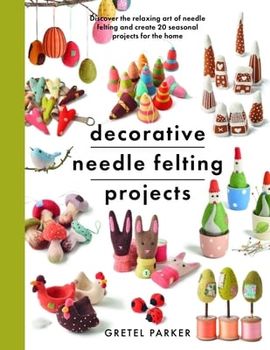 Discover the relaxing art of needle
felting and create 20 seasonal
projects for the home
decorative
needle felting
projects
GRETEL PARKER